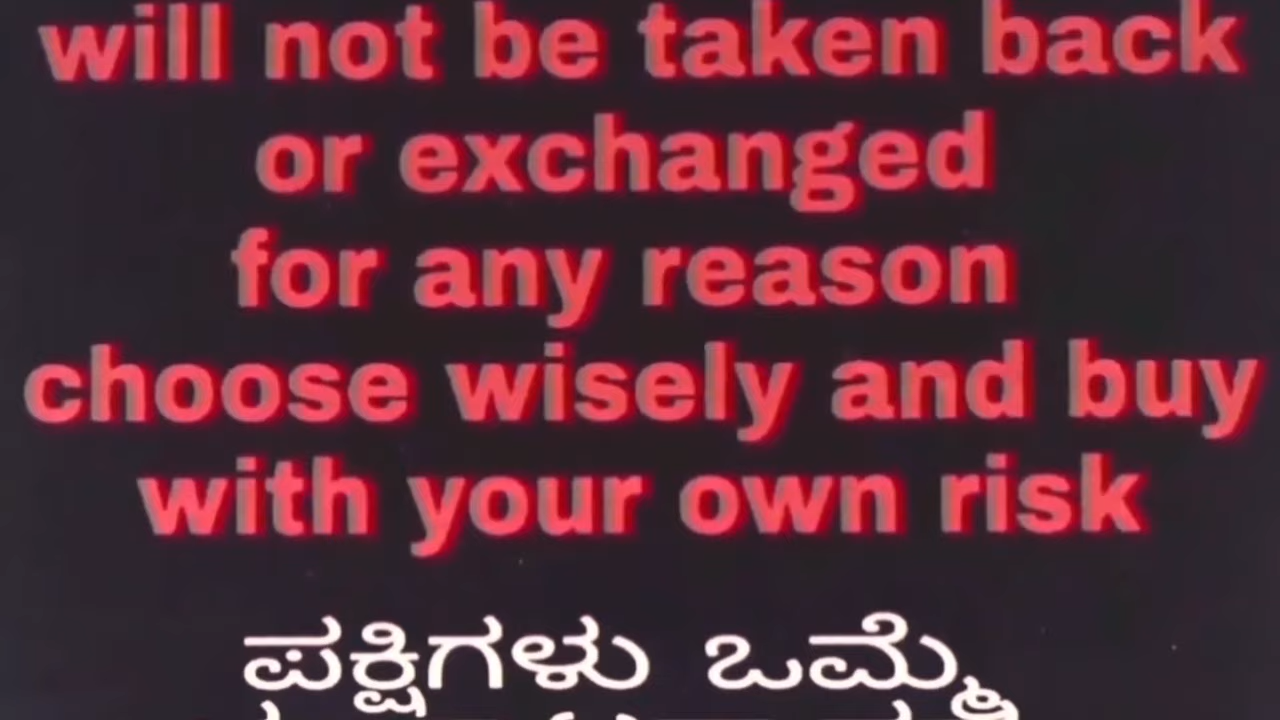 will not be taken back
or exchanged
for any reason
choose wisely and buy
with your own risk
ಪಕ್ಷಿಗಳು ಒಮ್ಮೆ